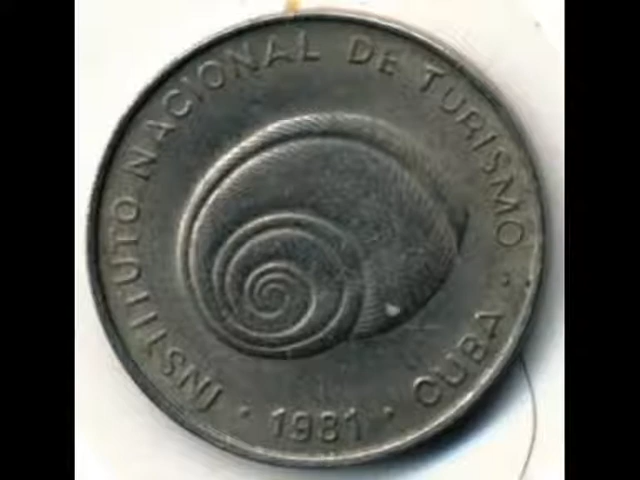 INSTITUTO NACIONAL DE TURISMO · CUBA · 1981 ·